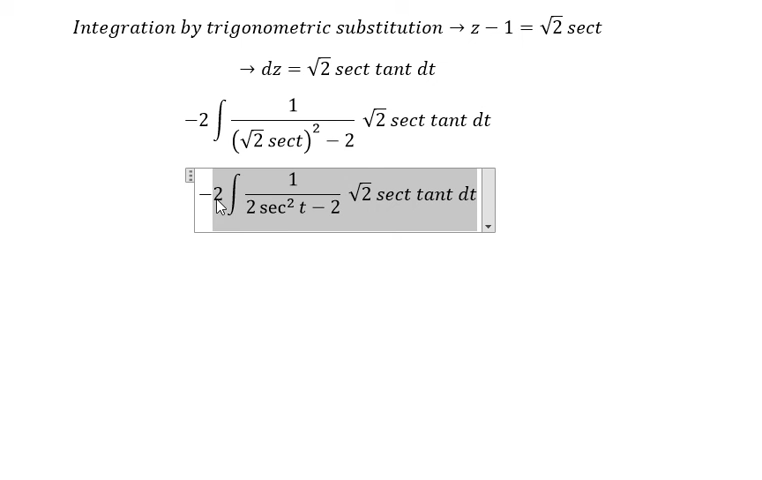 Integration by trigonometric substitution → z − 1 = √2 sect
→ dz = √2 sect tant dt
−2 ∫ 1/((√2 sect)² − 2) √2 sect tant dt
−2 ∫ 1/(2 sec² t − 2) √2 sect tant dt